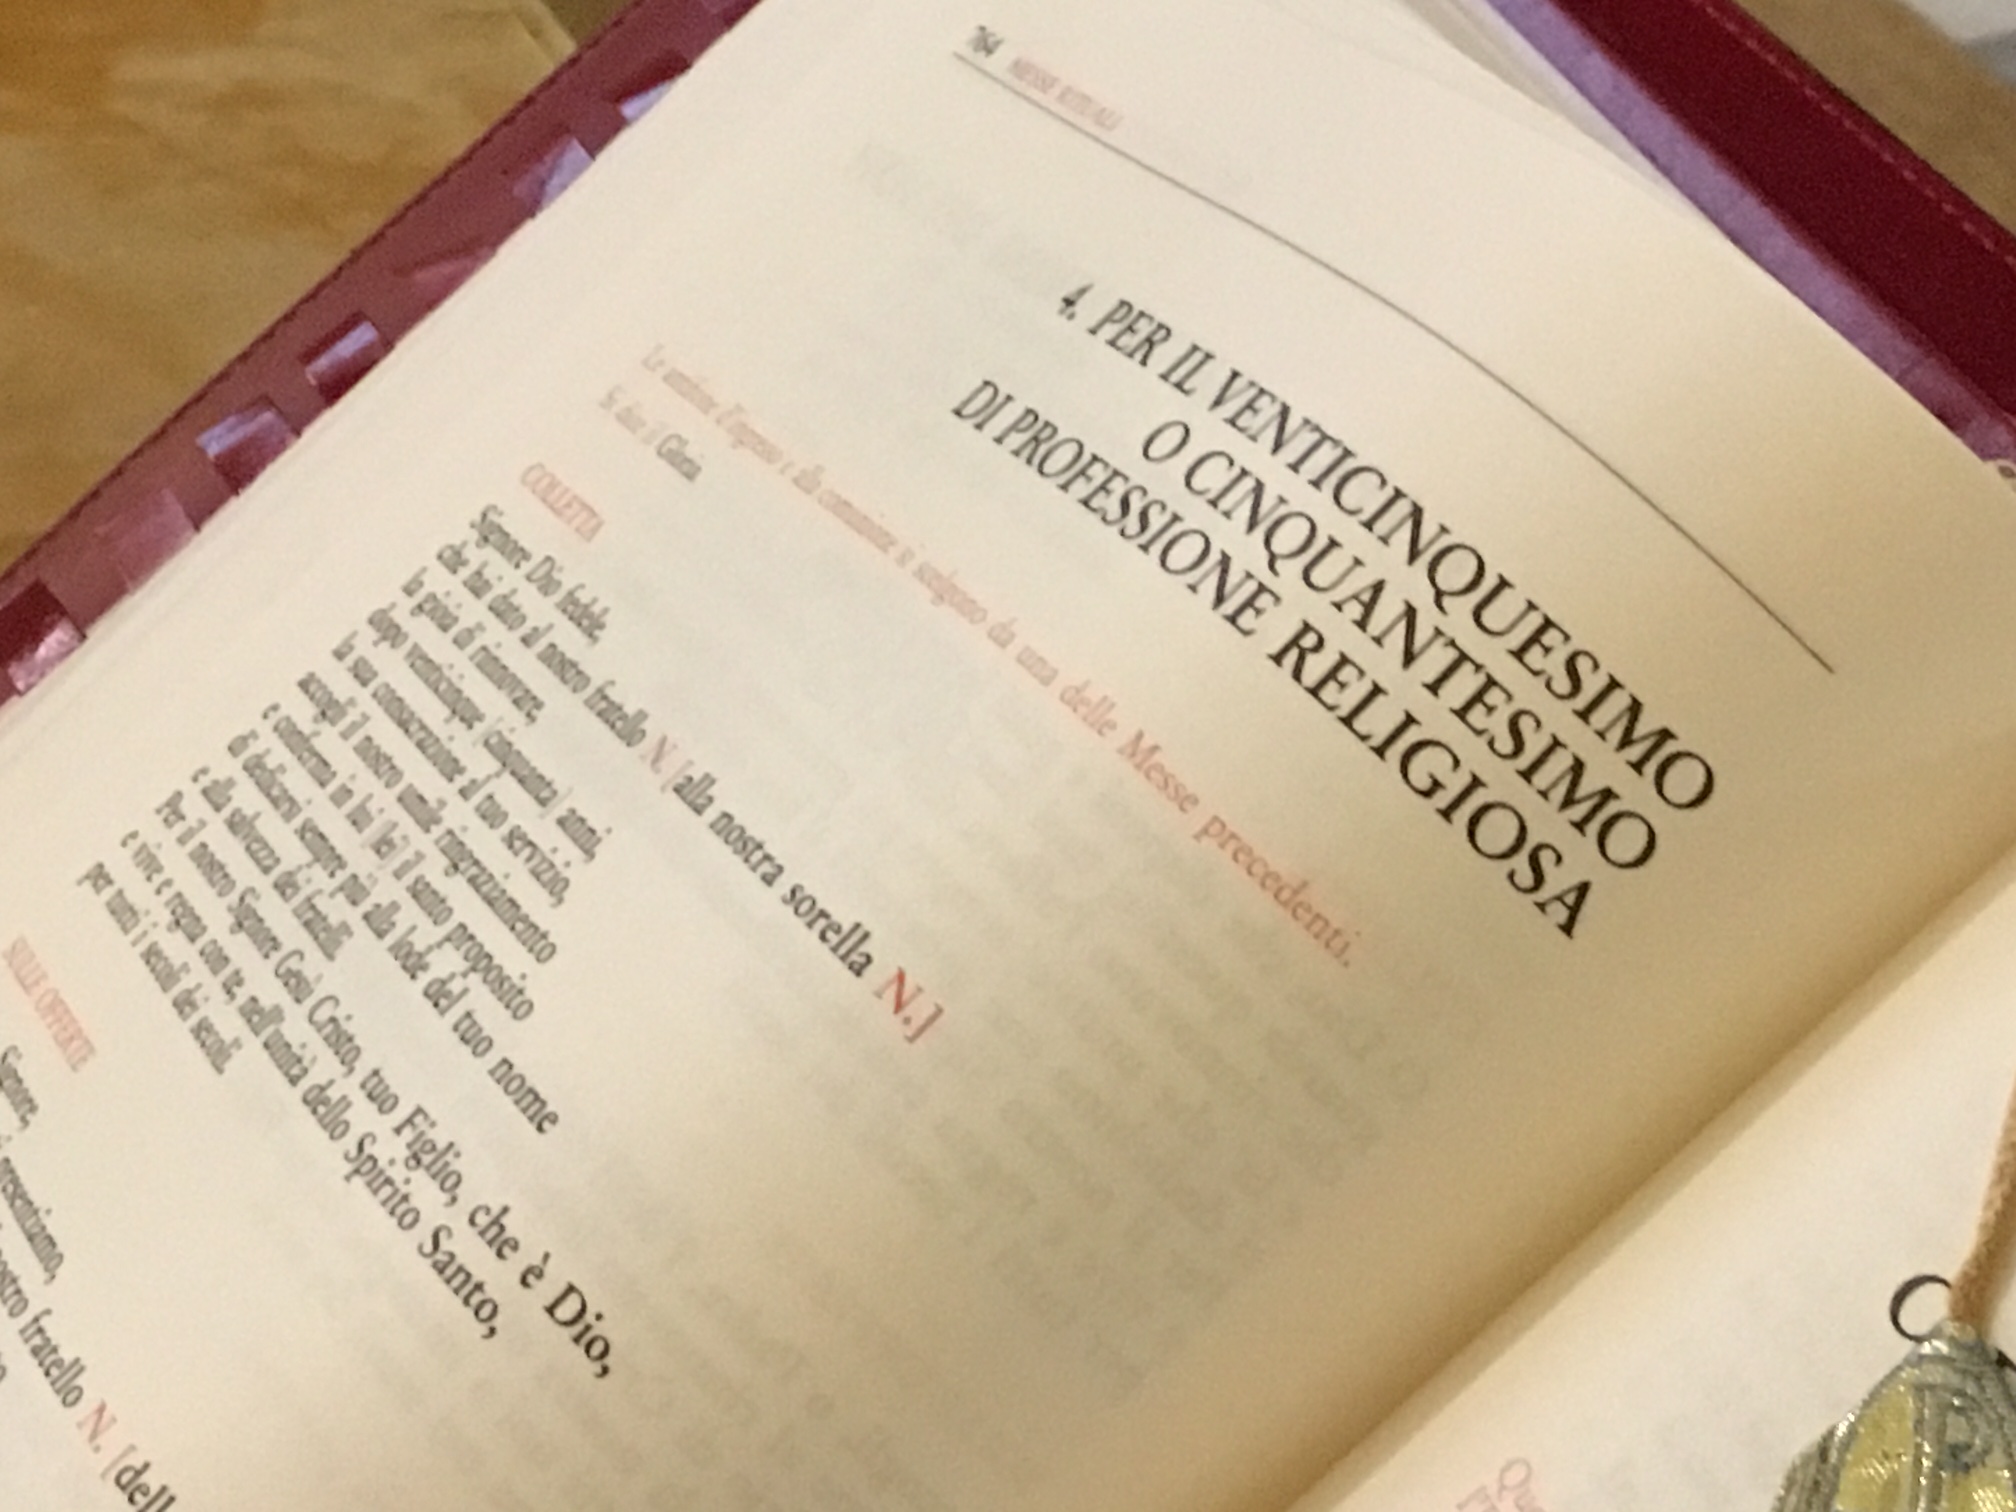 764 MESSE RITUALI
4. PER IL VENTICINQUESIMO
O CINQUANTESIMO
DI PROFESSIONE RELIGIOSA
Le antifone d'ingresso e alla comunione si scelgono da una delle Messe precedenti.
Si dice il Gloria
COLLETTA
Signore Dio fedele,
che hai dato al nostro fratello N. [alla nostra sorella N.]
la gioia di rinnovare,
dopo venticinque [cinquanta] anni,
la sua consacrazione al tuo servizio,
accogli il nostro umile ringraziamento
e conferma in lui [lei] il santo proposito
di dedicarsi sempre più alla lode del tuo nome
e alla salvezza dei fratelli.
Per il nostro Signore Gesù Cristo, tuo Figlio, che è Dio,
e vive e regna con te, nell'unità dello Spirito Santo,
per tutti i secoli dei secoli.
SULLE OFFERTE
Signore,
presentiamo,
fratello N. [dell